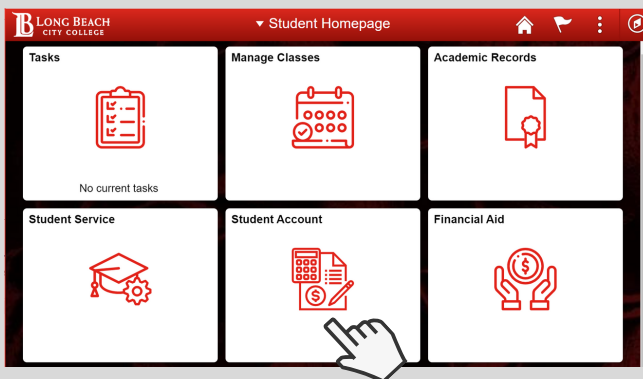 LONG BEACH
CITY COLLEGE
Student Homepage
Tasks
Manage Classes
Academic Records
No current tasks
Student Service
Student Account
Financial Aid